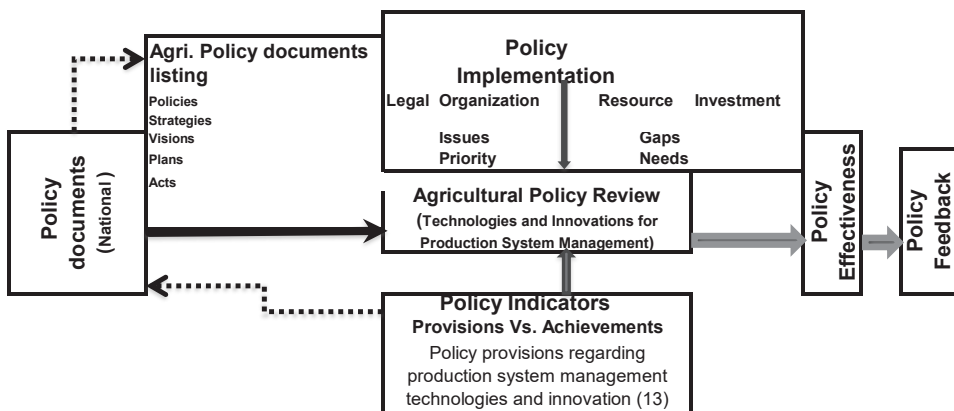 Policy
documents
(National )
Agri. Policy documents
listing
Policies
Strategies
Visions
Plans
Acts
Policy
Implementation
Legal Organization Resource Investment
Issues Gaps
Priority Needs
Agricultural Policy Review
(Technologies and Innovations for
Production System Management)
Policy Indicators
Provisions Vs. Achievements
Policy provisions regarding
production system management
technologies and innovation (13)
Policy
Effectiveness
Policy
Feedback